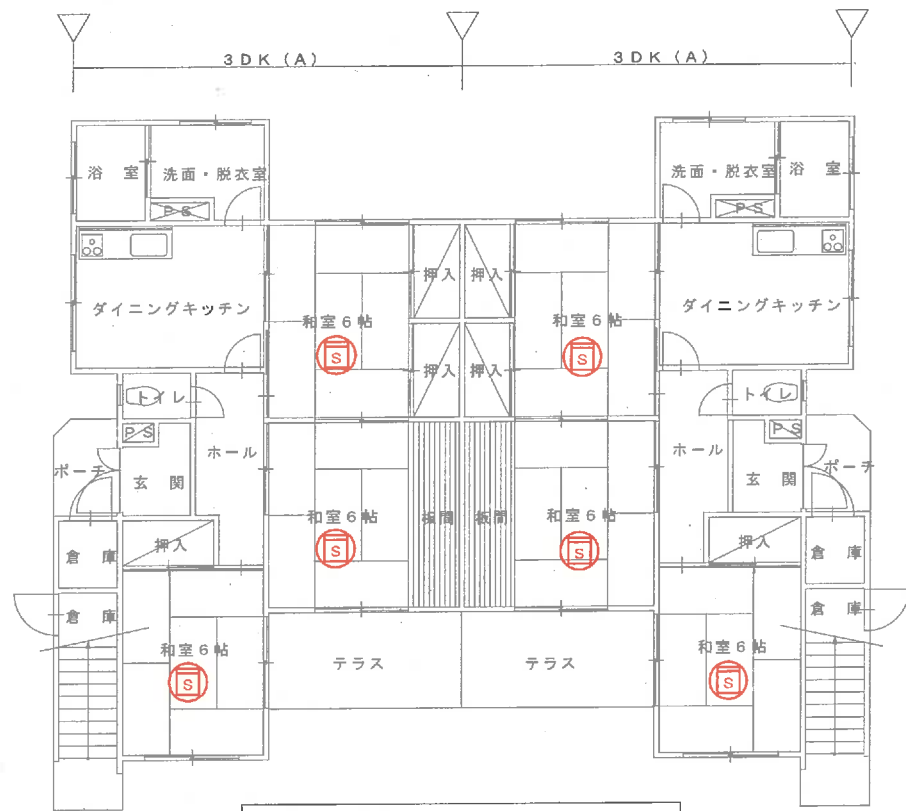 3DK(A) 3DK(A)
浴室 洗面・脱衣室 洗面・脱衣室 浴室
PS PS
押入 押入
ダイニングキッチン ダイニングキッチン
和室6帖 和室6帖
S S
押入 押入
トイレ トイレ
PS PS
ホール ホール
ポーチ ポーチ
玄関 玄関
和室6帖 板間 板間 和室6帖
S S
押入 押入
倉庫 倉庫
倉庫 倉庫
和室6帖 和室6帖
テラス テラス
S S